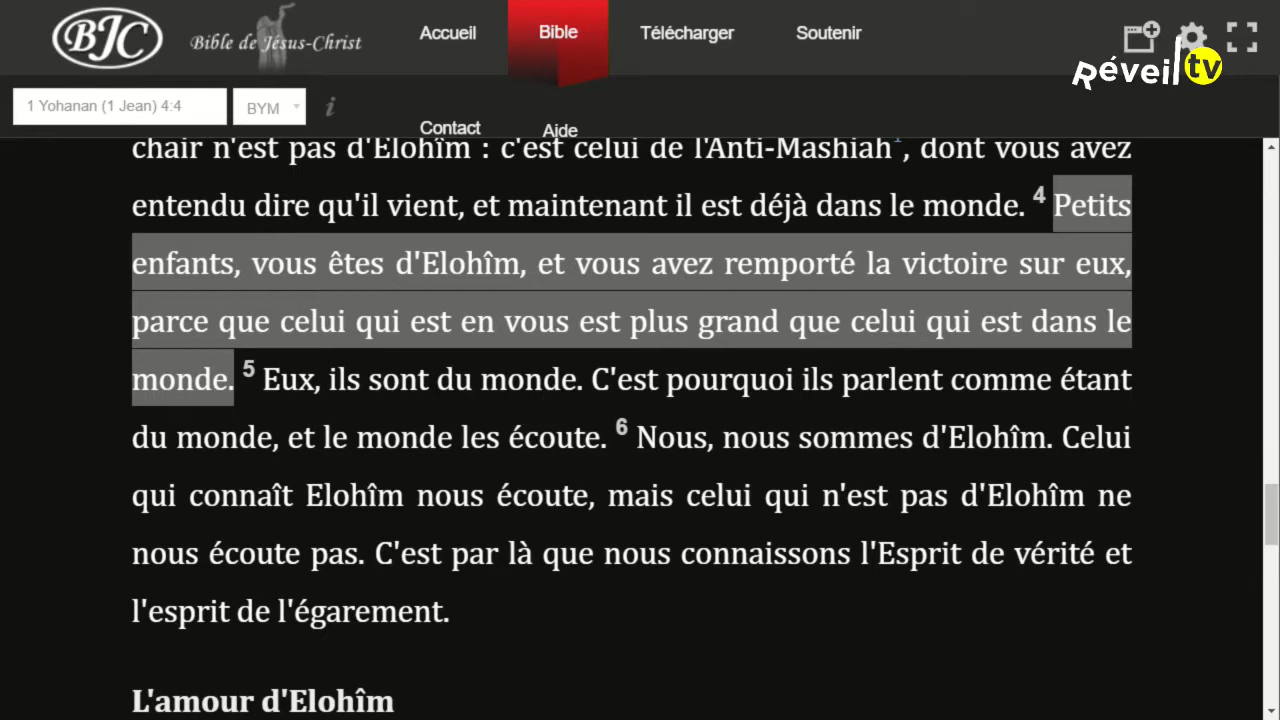 BJC
Bible de Jésus-Christ
Accueil
Bible
Télécharger
Soutenir
Réveil tv
1 Yohanan (1 Jean) 4:4
BYM
i
Contact
Aide
chair n'est pas d'Elohîm : c'est celui de l'Anti-Mashiah¹, dont vous avez
entendu dire qu'il vient, et maintenant il est déjà dans le monde. 4 Petits
enfants, vous êtes d'Elohîm, et vous avez remporté la victoire sur eux,
parce que celui qui est en vous est plus grand que celui qui est dans le
monde. 5 Eux, ils sont du monde. C'est pourquoi ils parlent comme étant
du monde, et le monde les écoute. 6 Nous, nous sommes d'Elohîm. Celui
qui connaît Elohîm nous écoute, mais celui qui n'est pas d'Elohîm ne
nous écoute pas. C'est par là que nous connaissons l'Esprit de vérité et
l'esprit de l'égarement.
L'amour d'Elohîm